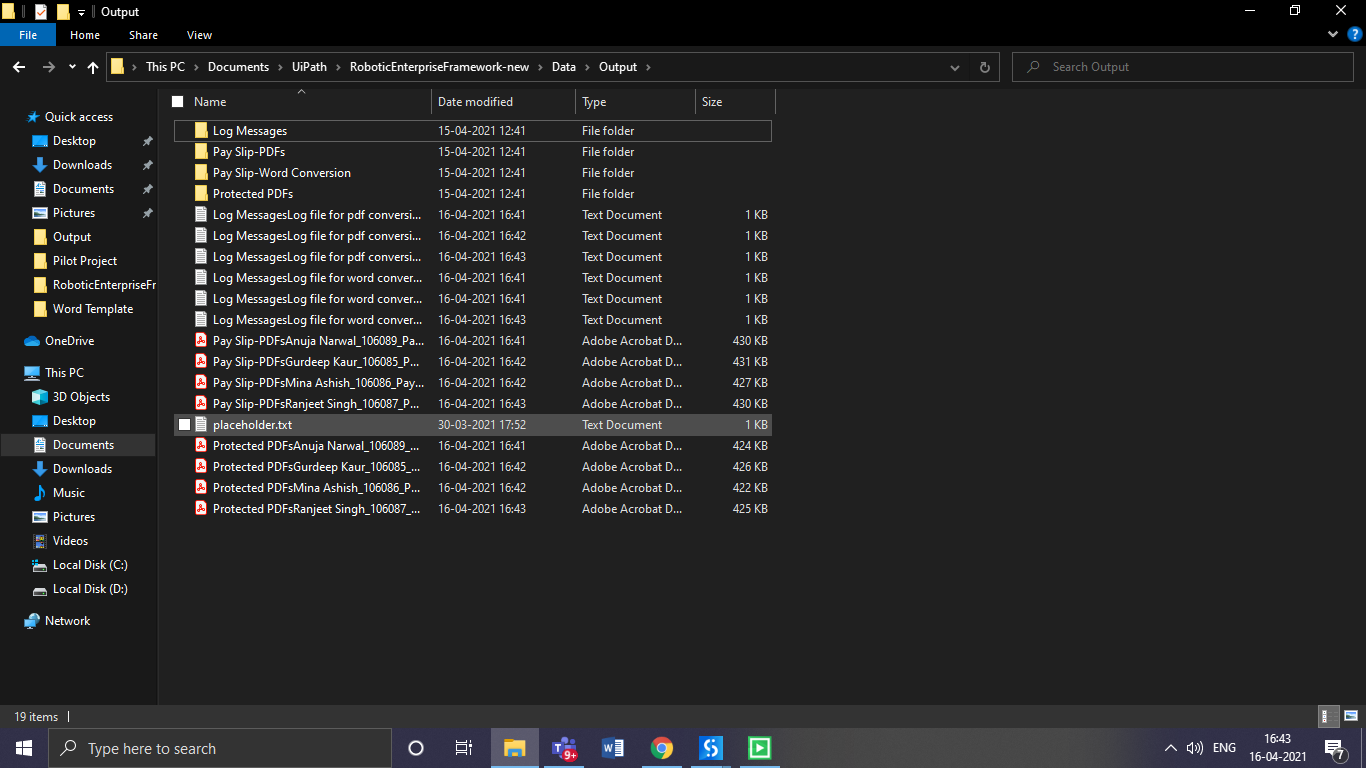 Output
File Home Share View
This PC Documents UiPath RoboticEnterpriseFramework-new Data Output
Search Output
Name Date modified Type Size
Quick access
Desktop
Downloads
Documents
Pictures
Output
Pilot Project
RoboticEnterpriseFr
Word Template
OneDrive
This PC
3D Objects
Desktop
Documents
Downloads
Music
Pictures
Videos
Local Disk (C:)
Local Disk (D:)
Network
Log Messages 15-04-2021 12:41 File folder
Pay Slip-PDFs 15-04-2021 12:41 File folder
Pay Slip-Word Conversion 15-04-2021 12:41 File folder
Protected PDFs 15-04-2021 12:41 File folder
Log MessagesLog file for pdf conversi... 16-04-2021 16:41 Text Document 1 KB
Log MessagesLog file for pdf conversi... 16-04-2021 16:42 Text Document 1 KB
Log MessagesLog file for pdf conversi... 16-04-2021 16:43 Text Document 1 KB
Log MessagesLog file for word conver... 16-04-2021 16:41 Text Document 1 KB
Log MessagesLog file for word conver... 16-04-2021 16:41 Text Document 1 KB
Log MessagesLog file for word conver... 16-04-2021 16:43 Text Document 1 KB
Pay Slip-PDFsAnuja Narwal_106089_Pa... 16-04-2021 16:41 Adobe Acrobat D... 430 KB
Pay Slip-PDFsGurdeep Kaur_106085_P... 16-04-2021 16:42 Adobe Acrobat D... 431 KB
Pay Slip-PDFsMina Ashish_106086_Pay... 16-04-2021 16:42 Adobe Acrobat D... 427 KB
Pay Slip-PDFsRanjeet Singh_106087_P... 16-04-2021 16:43 Adobe Acrobat D... 430 KB
placeholder.txt 30-03-2021 17:52 Text Document 1 KB
Protected PDFsAnuja Narwal_106089_... 16-04-2021 16:41 Adobe Acrobat D... 424 KB
Protected PDFsGurdeep Kaur_106085_... 16-04-2021 16:42 Adobe Acrobat D... 426 KB
Protected PDFsMina Ashish_106086_P... 16-04-2021 16:42 Adobe Acrobat D... 422 KB
Protected PDFsRanjeet Singh_106087_... 16-04-2021 16:43 Adobe Acrobat D... 425 KB
19 items
Type here to search
9+
ENG
16:43
16-04-2021
7